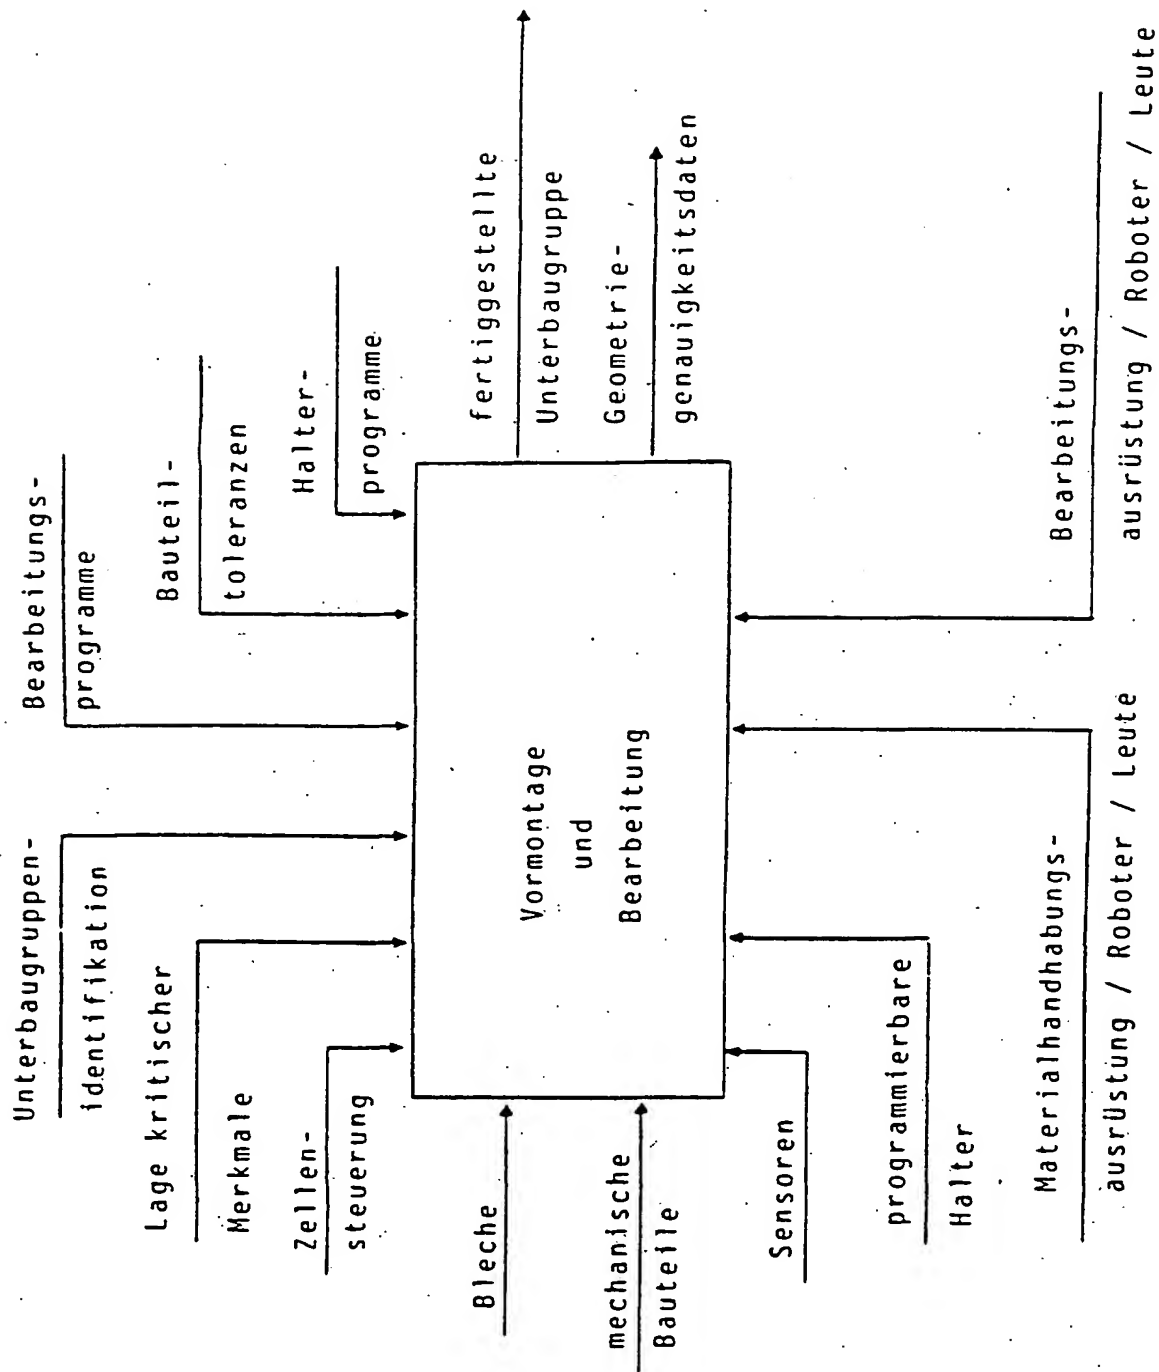 Unterbaugruppen-
identifikation
Bearbeitungs-
programme
Lage kritischer
Merkmale
Bauteil-
toleranzen
Zellen-
steuerung
Halter-
programme
Bleche
mechanische
Bauteile
Vormontage
und
Bearbeitung
fertiggestellte
Unterbaugruppe
Geometrie-
genauigkeitsdaten
Sensoren
programmierbare
Halter
Materialhandhabungs-
ausrüstung / Roboter / Leute
Bearbeitungs-
ausrüstung / Roboter / Leute